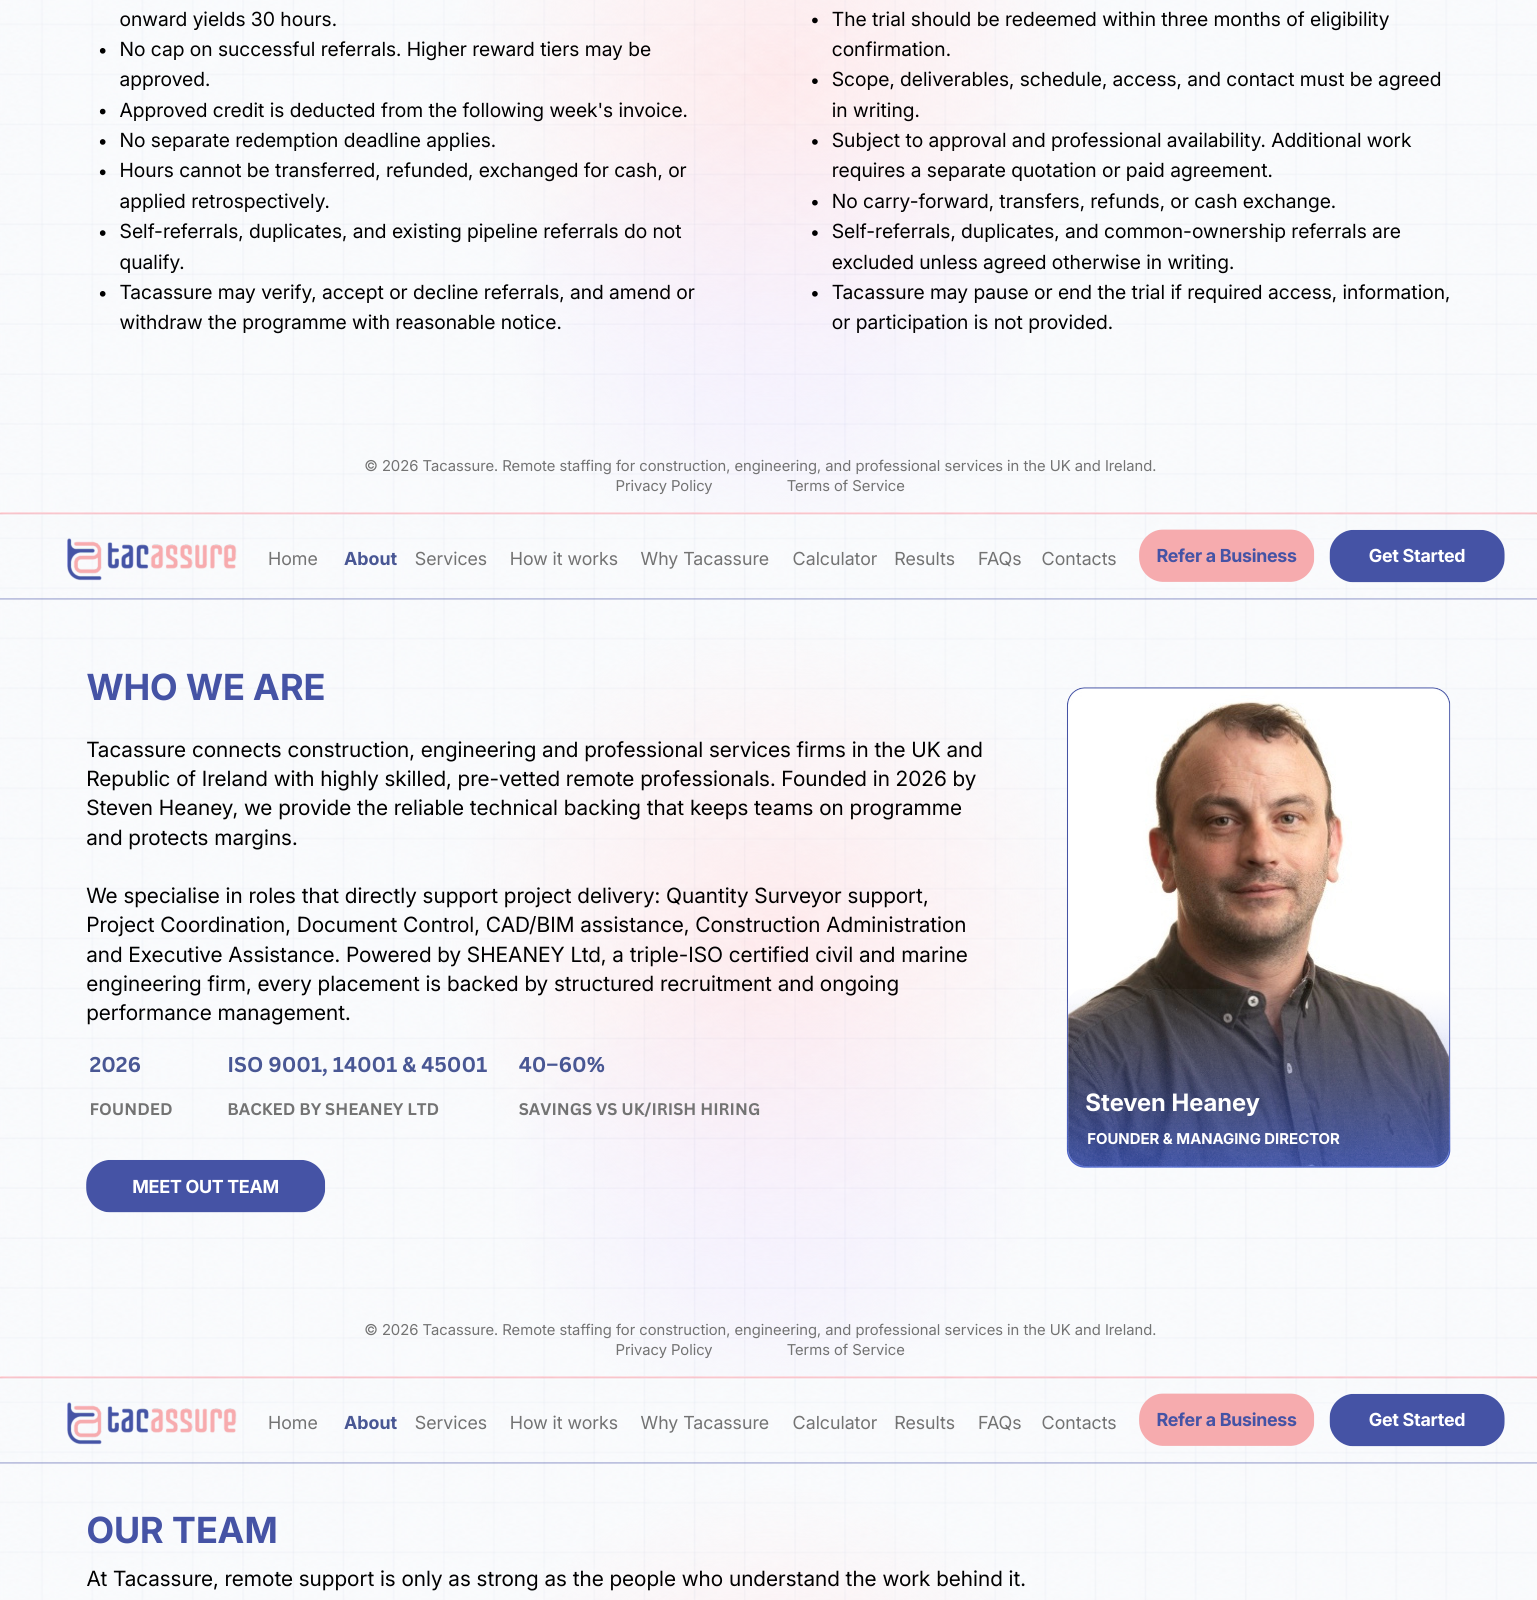 onward yields 30 hours.
• No cap on successful referrals. Higher reward tiers may be
approved.
• Approved credit is deducted from the following week's invoice.
• No separate redemption deadline applies.
• Hours cannot be transferred, refunded, exchanged for cash, or
applied retrospectively.
• Self-referrals, duplicates, and existing pipeline referrals do not
qualify.
• Tacassure may verify, accept or decline referrals, and amend or
withdraw the programme with reasonable notice.
• The trial should be redeemed within three months of eligibility
confirmation.
• Scope, deliverables, schedule, access, and contact must be agreed
in writing.
• Subject to approval and professional availability. Additional work
requires a separate quotation or paid agreement.
• No carry-forward, transfers, refunds, or cash exchange.
• Self-referrals, duplicates, and common-ownership referrals are
excluded unless agreed otherwise in writing.
• Tacassure may pause or end the trial if required access, information,
or participation is not provided.
© 2026 Tacassure. Remote staffing for construction, engineering, and professional services in the UK and Ireland.
Privacy Policy Terms of Service
tacassure Home About Services How it works Why Tacassure Calculator Results FAQs Contacts Refer a Business Get Started
WHO WE ARE
Tacassure connects construction, engineering and professional services firms in the UK and
Republic of Ireland with highly skilled, pre-vetted remote professionals. Founded in 2026 by
Steven Heaney, we provide the reliable technical backing that keeps teams on programme
and protects margins.
We specialise in roles that directly support project delivery: Quantity Surveyor support,
Project Coordination, Document Control, CAD/BIM assistance, Construction Administration
and Executive Assistance. Powered by SHEANEY Ltd, a triple-ISO certified civil and marine
engineering firm, every placement is backed by structured recruitment and ongoing
performance management.
2026 ISO 9001, 14001 & 45001 40–60%
FOUNDED BACKED BY SHEANEY LTD SAVINGS VS UK/IRISH HIRING
MEET OUT TEAM
Steven Heaney
FOUNDER & MANAGING DIRECTOR
© 2026 Tacassure. Remote staffing for construction, engineering, and professional services in the UK and Ireland.
Privacy Policy Terms of Service
tacassure Home About Services How it works Why Tacassure Calculator Results FAQs Contacts Refer a Business Get Started
OUR TEAM
At Tacassure, remote support is only as strong as the people who understand the work behind it.